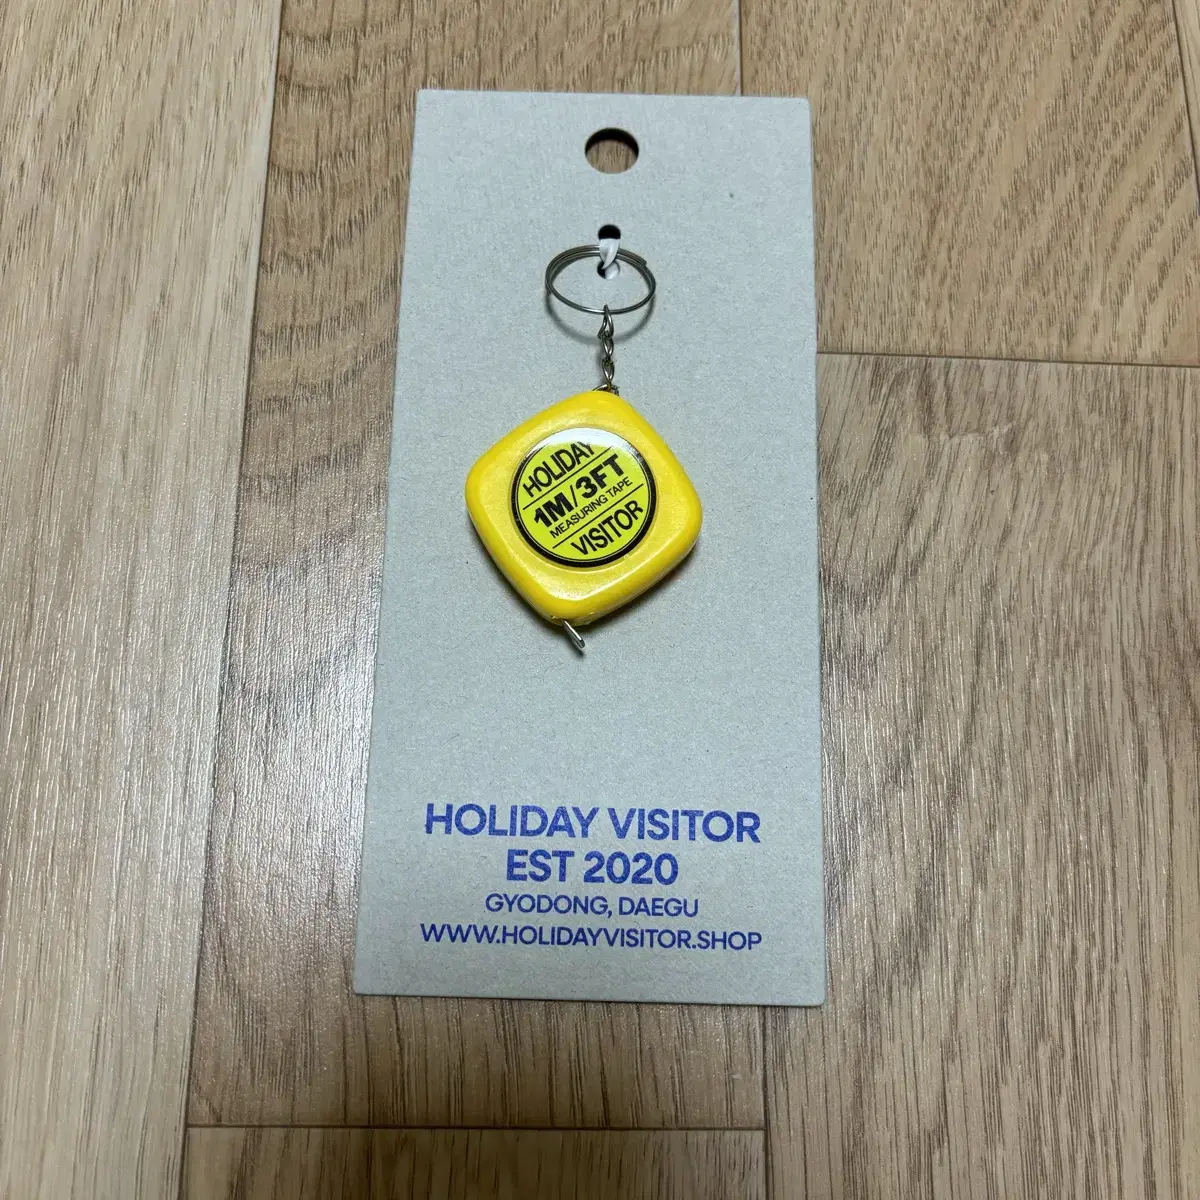 HOLIDAY
1M/3FT
MEASURING TAPE
VISITOR
HOLIDAY VISITOR
EST 2020
GYODONG, DAEGU
WWW.HOLIDAYVISITOR.SHOP